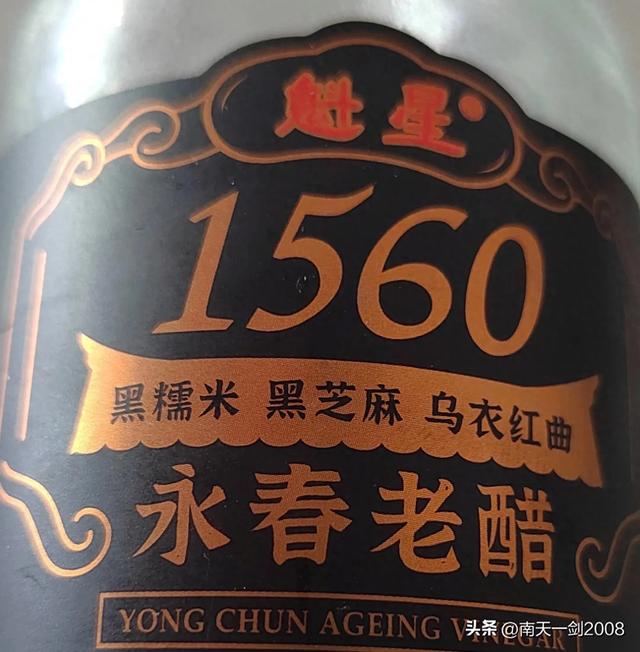 魁星
1560
黑糯米 黑芝麻 乌衣红曲
永春老醋
YONG CHUN AGEING VINEGAR
头条 @南天一剑2008